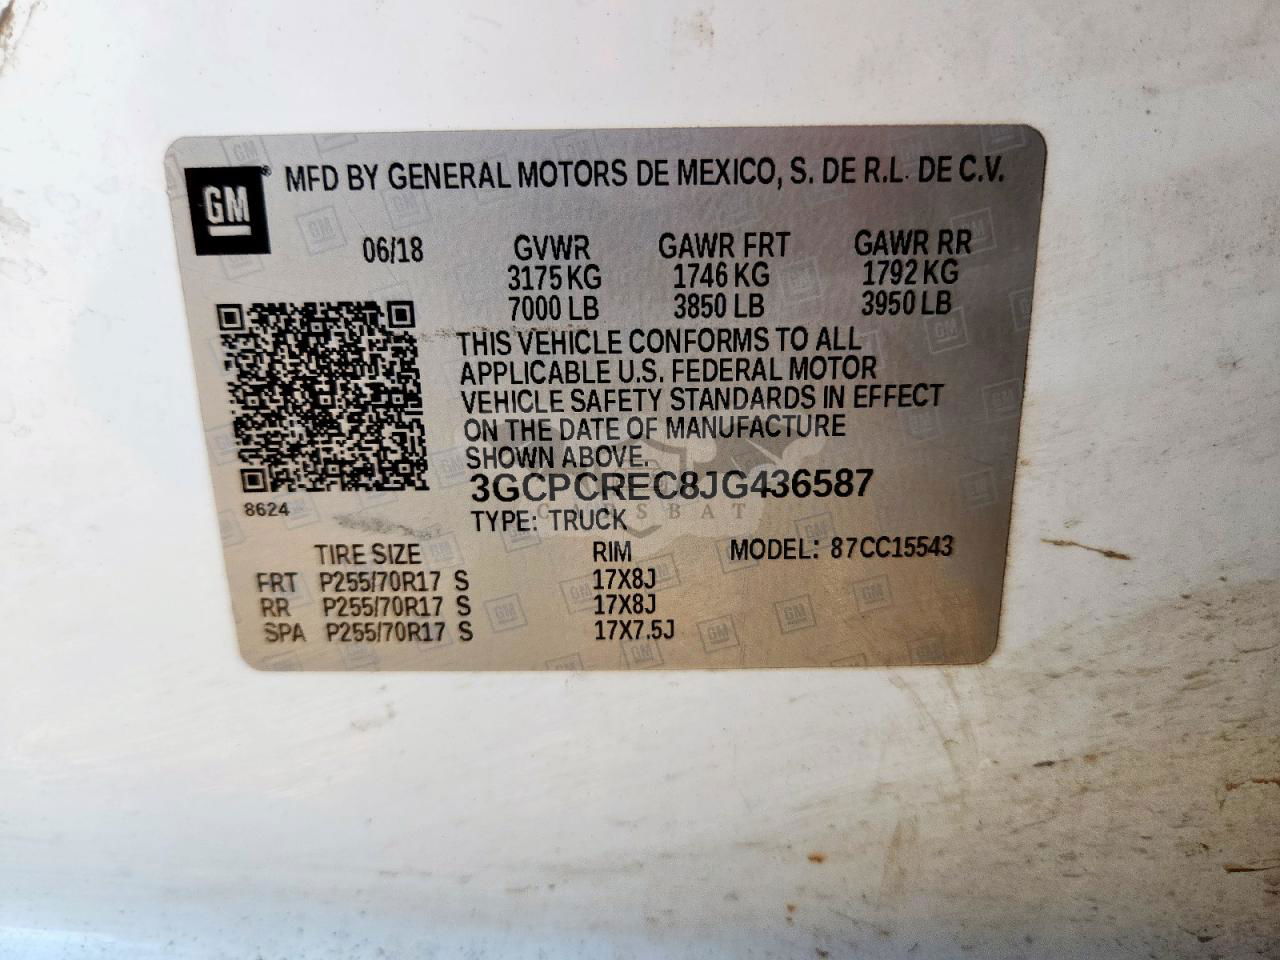 GM® MFD BY GENERAL MOTORS DE MEXICO, S. DE R.L. DE C.V.
06/18 GVWR GAWR FRT GAWR RR
3175 KG 1746 KG 1792 KG
7000 LB 3850 LB 3950 LB
THIS VEHICLE CONFORMS TO ALL
APPLICABLE U.S. FEDERAL MOTOR
VEHICLE SAFETY STANDARDS IN EFFECT
ON THE DATE OF MANUFACTURE
SHOWN ABOVE.
3GCPCREC8JG436587
8624
CARSBAT
TYPE: TRUCK
TIRE SIZE RIM MODEL: 87CC15543
FRT P255/70R17 S 17X8J
RR P255/70R17 S 17X8J
SPA P255/70R17 S 17X7.5J